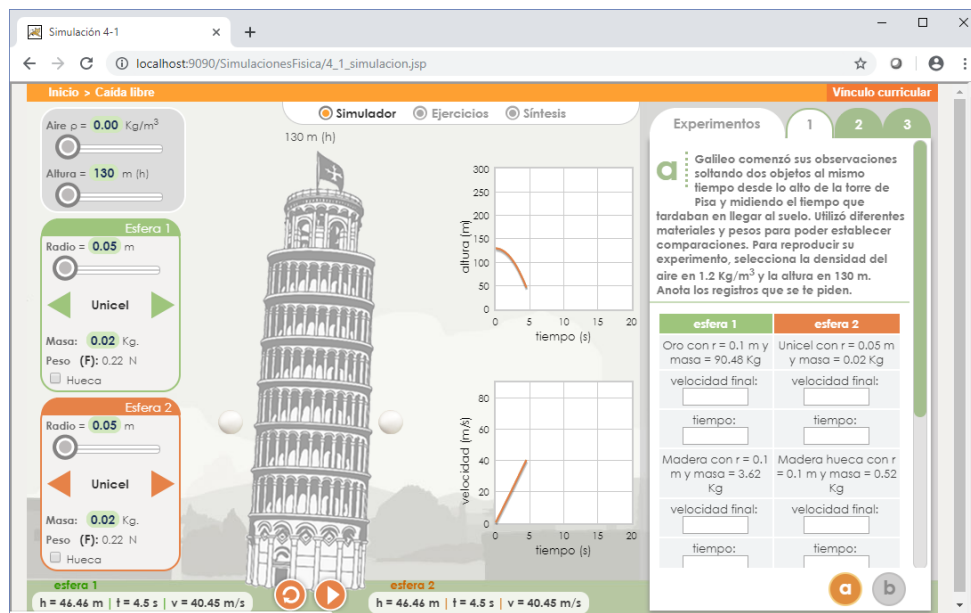 Simulación 4-1
localhost:9090/SimulacionesFisica/4_1_simulacion.jsp
Inicio > Caída libre
Vínculo curricular
Simulador
Ejercicios
Síntesis
Aire ρ = 0.00 Kg/m³
Altura = 130 m (h)
Esfera 1
Radio = 0.05 m
Unicel
Masa: 0.02 Kg.
Peso (F): 0.22 N
Hueca
Esfera 2
Radio = 0.05 m
Unicel
Masa: 0.02 Kg.
Peso (F): 0.22 N
Hueca
130 m (h)
altura (m)
300
250
200
150
100
50
0
0 5 10 15 20
tiempo (s)
velocidad (m/s)
80
60
40
20
0
0 5 10 15 20
tiempo (s)
esfera 1
h = 46.46 m | t = 4.5 s | v = 40.45 m/s
esfera 2
h = 46.46 m | t = 4.5 s | v = 40.45 m/s
Experimentos
1
2
3
a
Galileo comenzó sus observaciones
soltando dos objetos al mismo
tiempo desde lo alto de la torre de
Pisa y midiendo el tiempo que
tardaban en llegar al suelo. Utilizó diferentes
materiales y pesos para poder establecer
comparaciones. Para reproducir su
experimento, selecciona la densidad del
aire en 1.2 Kg/m³ y la altura en 130 m.
Anota los registros que se te piden.
esfera 1
esfera 2
Oro con r = 0.1 m y
masa = 90.48 Kg
Unicel con r = 0.05 m
y masa = 0.02 Kg
velocidad final:
velocidad final:
tiempo:
tiempo:
Madera con r = 0.1
m y masa = 3.62
Kg
Madera hueca con r
= 0.1 m y masa = 0.52
Kg
velocidad final:
velocidad final:
tiempo:
tiempo:
a
b